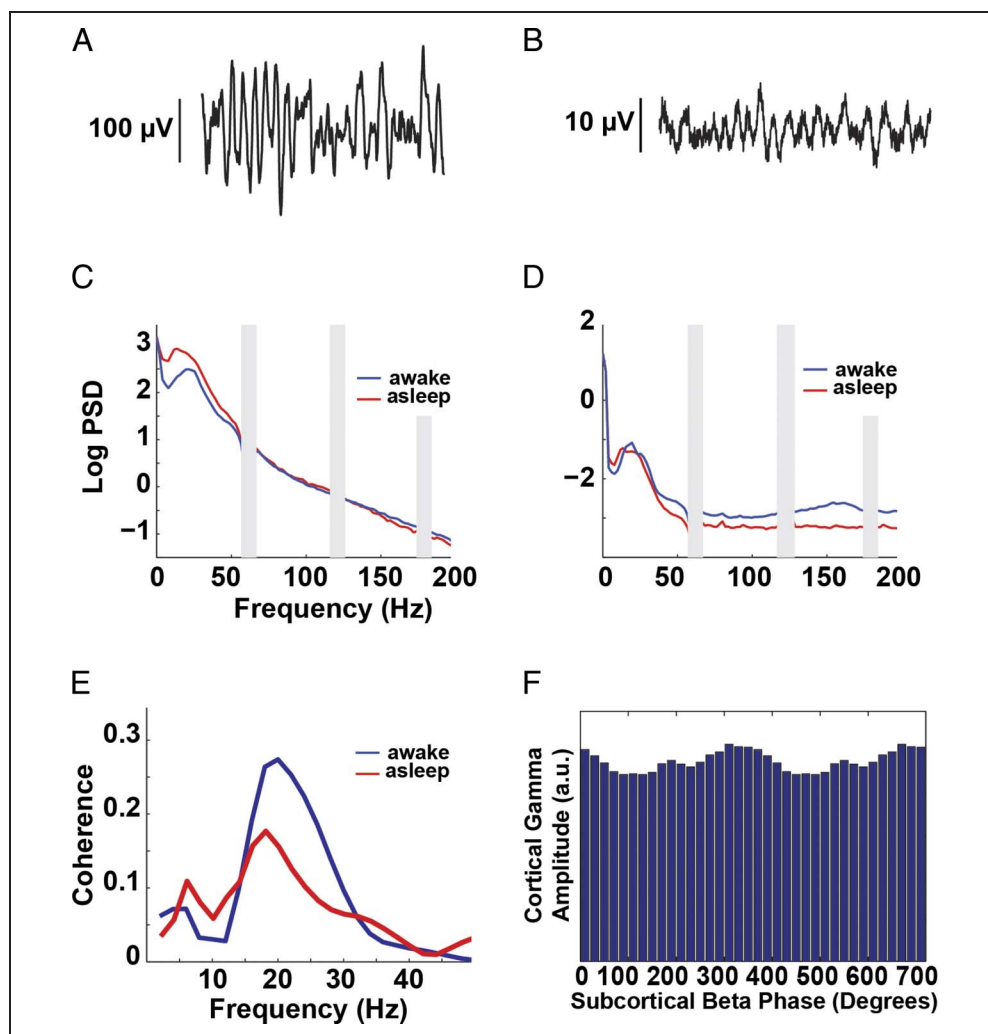 A
B
100 µV
10 µV
C
D
3
2
1
0
−1
Log PSD
awake
asleep
0 50 100 150 200
Frequency (Hz)
2
0
−2
awake
asleep
0 50 100 150 200
E
F
0.3
0.2
0.1
0
Coherence
awake
asleep
10 20 30 40
Frequency (Hz)
Cortical Gamma
Amplitude (a.u.)
0 100 200 300 400 500 600 700
Subcortical Beta Phase (Degrees)